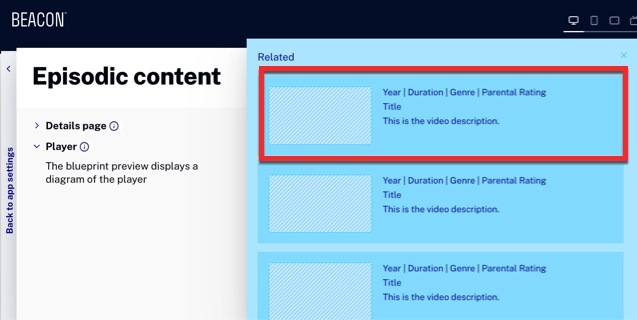 BEACON
Related
Episodic content
Year | Duration | Genre | Parental Rating
Title
This is the video description.
Details page
Player
The blueprint preview displays a
diagram of the player
Back to app settings
Year | Duration | Genre | Parental Rating
Title
This is the video description.
Year | Duration | Genre | Parental Rating
Title
This is the video description.